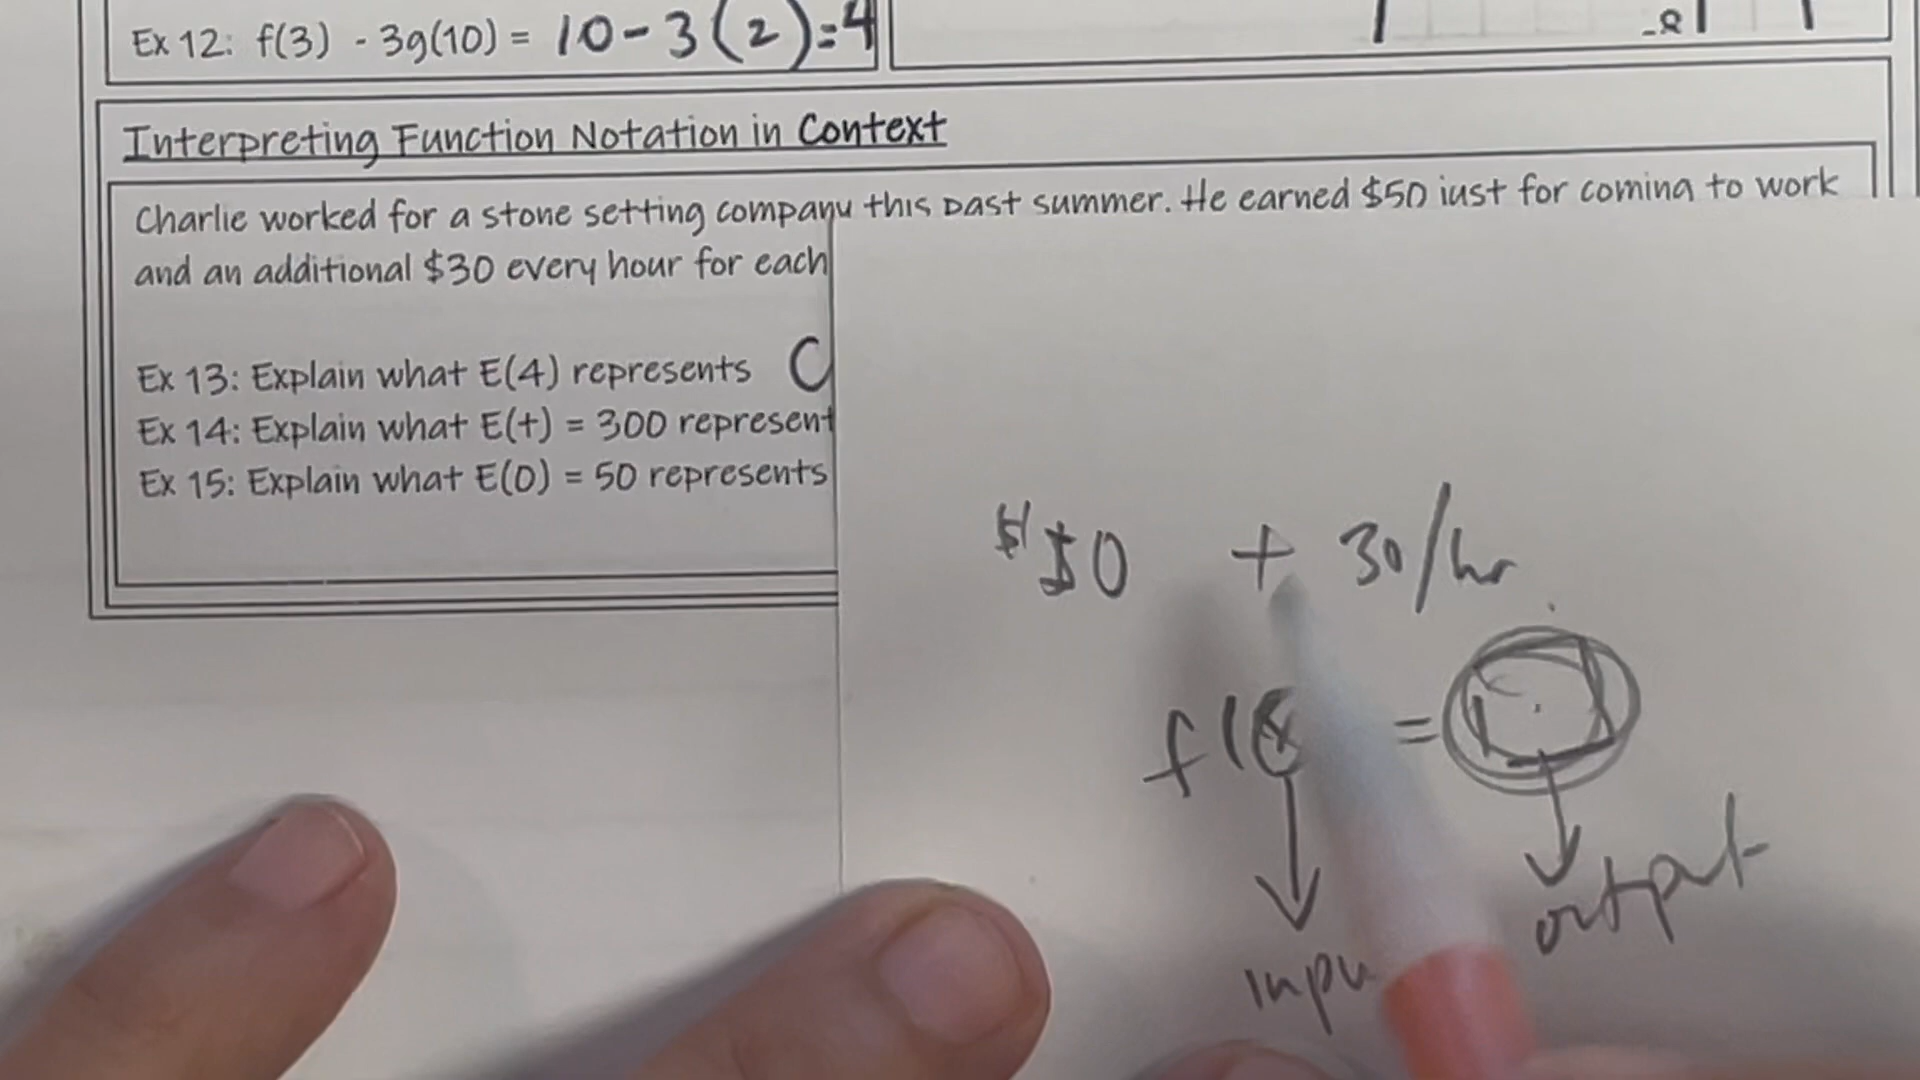 Ex 12: f(3) - 3g(10) = 10-3(2)=4
-8
Interpreting Function Notation in Context
Charlie worked for a stone setting company this past summer. He earned $50 just for coming to work
and an additional $30 every hour for each
Ex 13: Explain what E(4) represents
Ex 14: Explain what E(t) = 300 represent
Ex 15: Explain what E(0) = 50 represents
$50 + 30/hr
f(x =
output
inpu